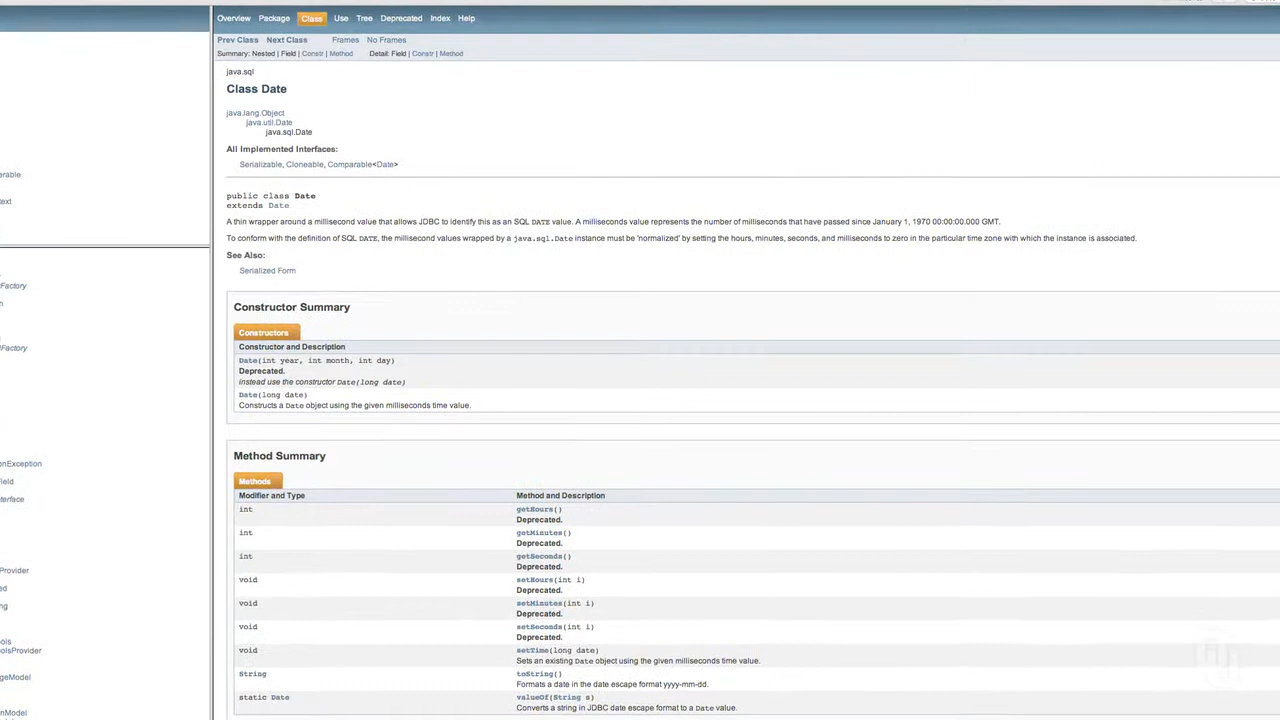 Overview Package Class Use Tree Deprecated Index Help
Prev Class Next Class Frames No Frames
Summary: Nested | Field | Constr | Method Detail: Field | Constr | Method
java.sql
Class Date
java.lang.Object
java.util.Date
java.sql.Date
All Implemented Interfaces:
Serializable, Cloneable, Comparable<Date>
public class Date
extends Date
A thin wrapper around a millisecond value that allows JDBC to identify this as an SQL DATE value. A milliseconds value represents the number of milliseconds that have passed since January 1, 1970 00:00:00.000 GMT.
To conform with the definition of SQL DATE, the millisecond values wrapped by a java.sql.Date instance must be 'normalized' by setting the hours, minutes, seconds, and milliseconds to zero in the particular time zone with which the instance is associated.
See Also:
Serialized Form
Constructor Summary
Constructors
Constructor and Description
Date(int year, int month, int day)
Deprecated.
instead use the constructor Date(long date)
Date(long date)
Constructs a Date object using the given milliseconds time value.
Method Summary
Methods
Modifier and Type Method and Description
int getHours()
Deprecated.
int getMinutes()
Deprecated.
int getSeconds()
Deprecated.
void setHours(int i)
Deprecated.
void setMinutes(int i)
Deprecated.
void setSeconds(int i)
Deprecated.
void setTime(long date)
Sets an existing Date object using the given milliseconds time value.
String toString()
Formats a date in the date escape format yyyy-mm-dd.
static Date valueOf(String s)
Converts a string in JDBC date escape format to a Date value.
erable
text
Factory
Factory
enException
ield
terface
Provider
ed
ng
ols
olsProvider
geModel
nModel